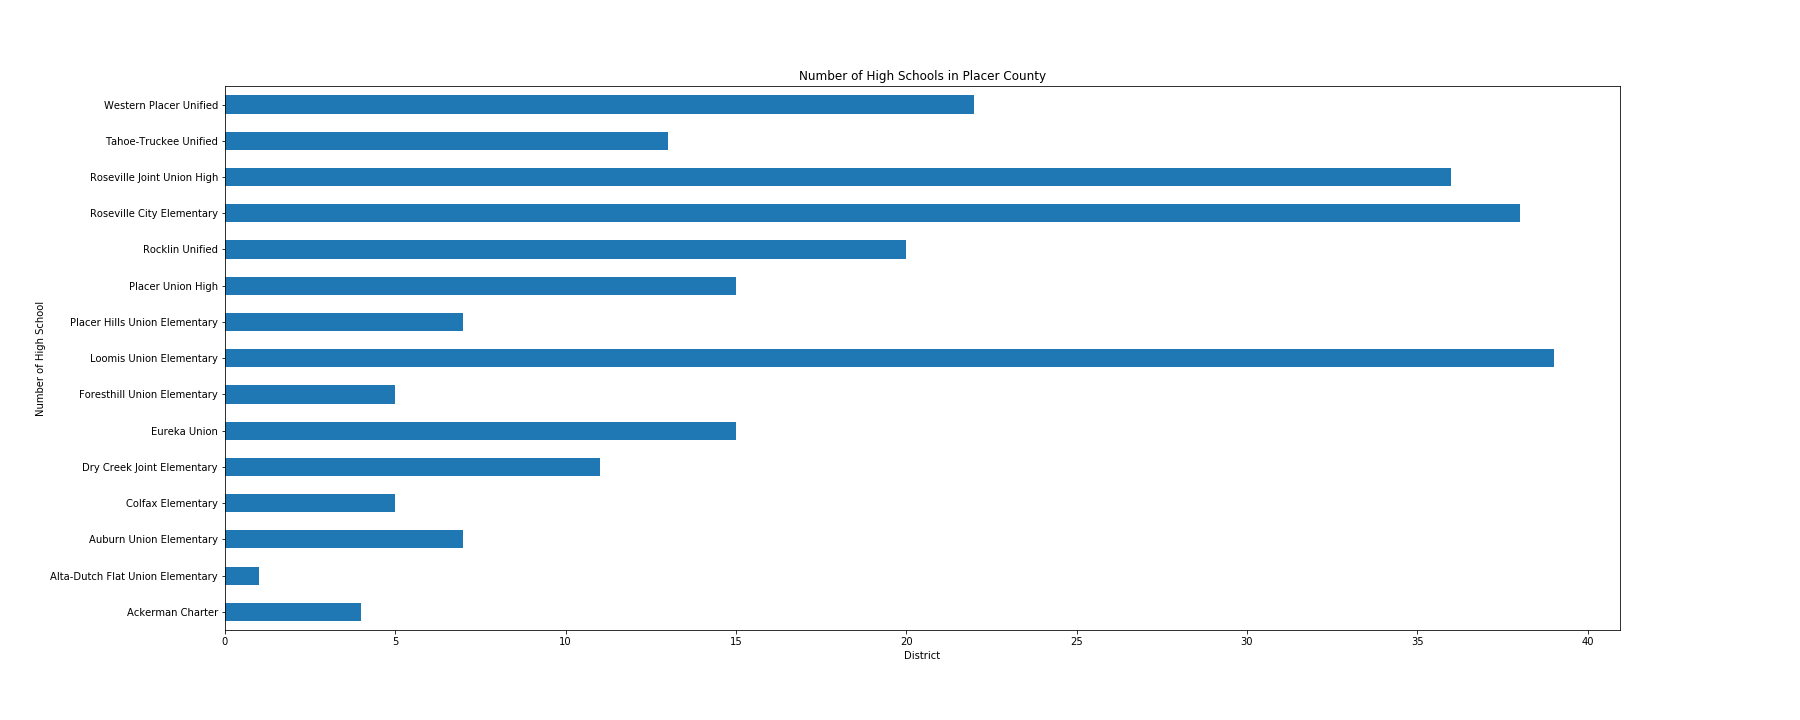 Number of High Schools in Placer County
Number of High School
Western Placer Unified
Tahoe-Truckee Unified
Roseville Joint Union High
Roseville City Elementary
Rocklin Unified
Placer Union High
Placer Hills Union Elementary
Loomis Union Elementary
Foresthill Union Elementary
Eureka Union
Dry Creek Joint Elementary
Colfax Elementary
Auburn Union Elementary
Alta-Dutch Flat Union Elementary
Ackerman Charter
0 5 10 15 20 25 30 35 40
District